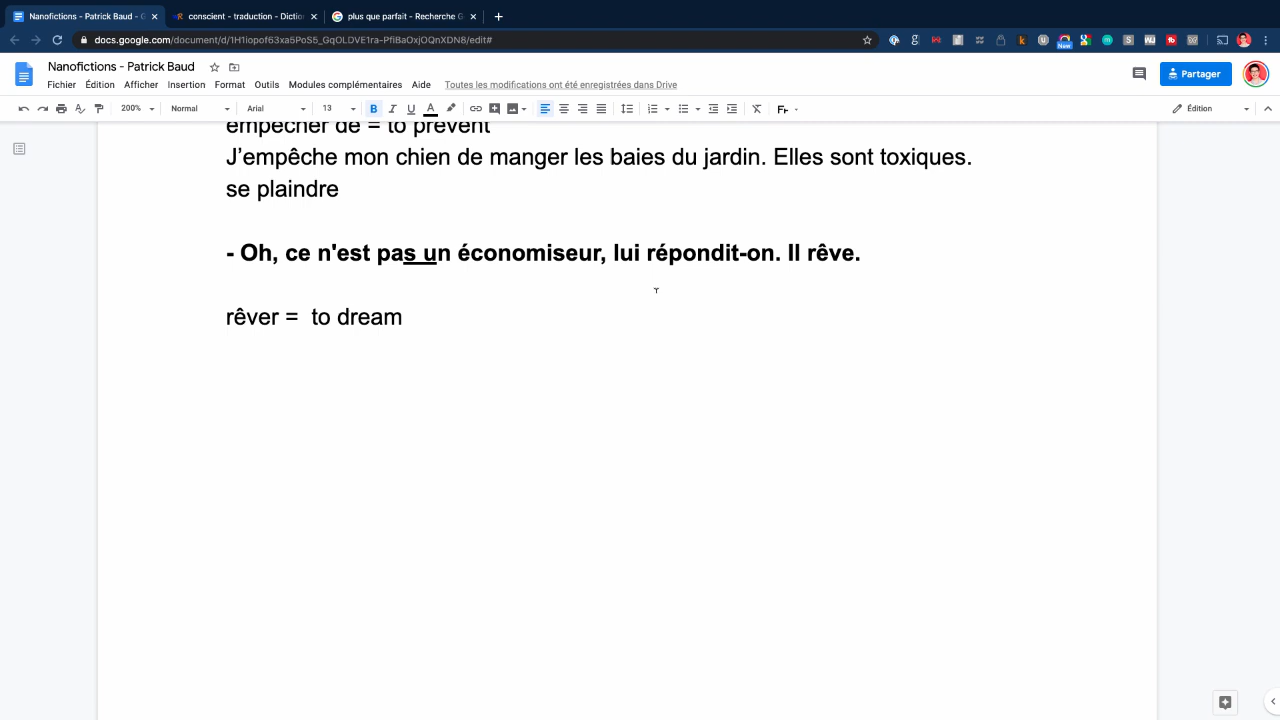 Nanofictions - Patrick Baud - G
conscient - traduction - Diction
plus que parfait - Recherche G
docs.google.com/document/d/1H1iopof63xa5PoS5_GqOLDVE1ra-PfiBaOxjOQnXDN8/edit#
New
Nanofictions - Patrick Baud
Fichier Édition Afficher Insertion Format Outils Modules complémentaires Aide Toutes les modifications ont été enregistrées dans Drive
Partager
200% Normal Arial 13 B I U A Édition
empêcher de = to prevent
J'empêche mon chien de manger les baies du jardin. Elles sont toxiques.
se plaindre
- Oh, ce n'est pas un économiseur, lui répondit-on. Il rêve.
rêver =  to dream